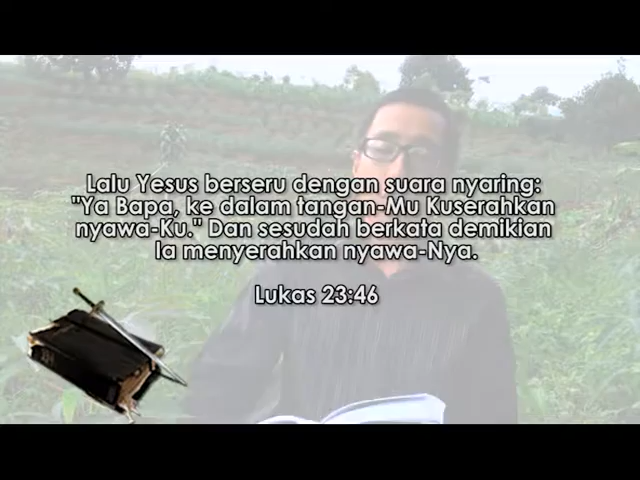 Lalu Yesus berseru dengan suara nyaring:
"Ya Bapa, ke dalam tangan-Mu Kuserahkan
nyawa-Ku." Dan sesudah berkata demikian
Ia menyerahkan nyawa-Nya.
Lukas 23:46